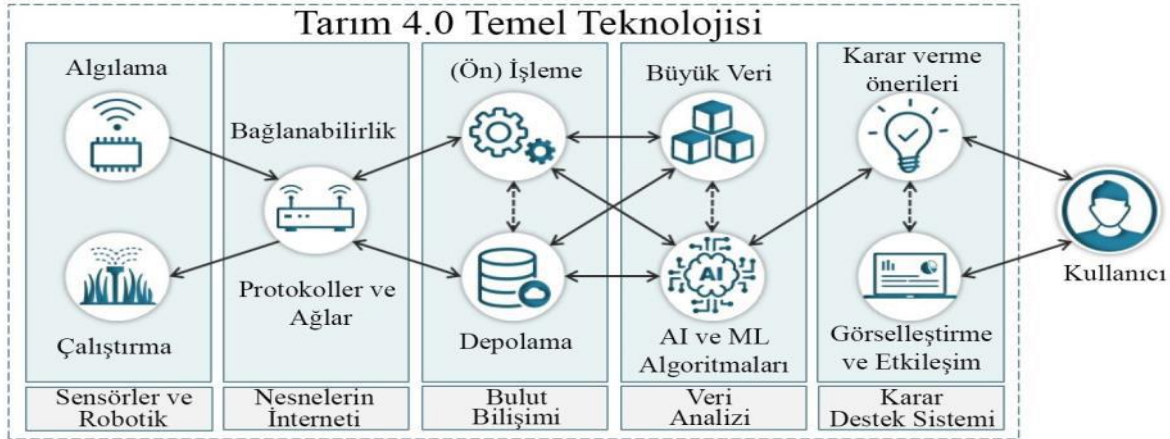 Tarım 4.0 Temel Teknolojisi
Algılama
Çalıştırma
Sensörler ve
Robotik
Bağlanabilirlik
Protokoller ve
Ağlar
Nesnelerin
İnterneti
(Ön) İşleme
Depolama
Bulut
Bilişimi
Büyük Veri
AI
AI ve ML
Algoritmaları
Veri
Analizi
Karar verme
önerileri
Görselleştirme
ve Etkileşim
Karar
Destek Sistemi
Kullanıcı